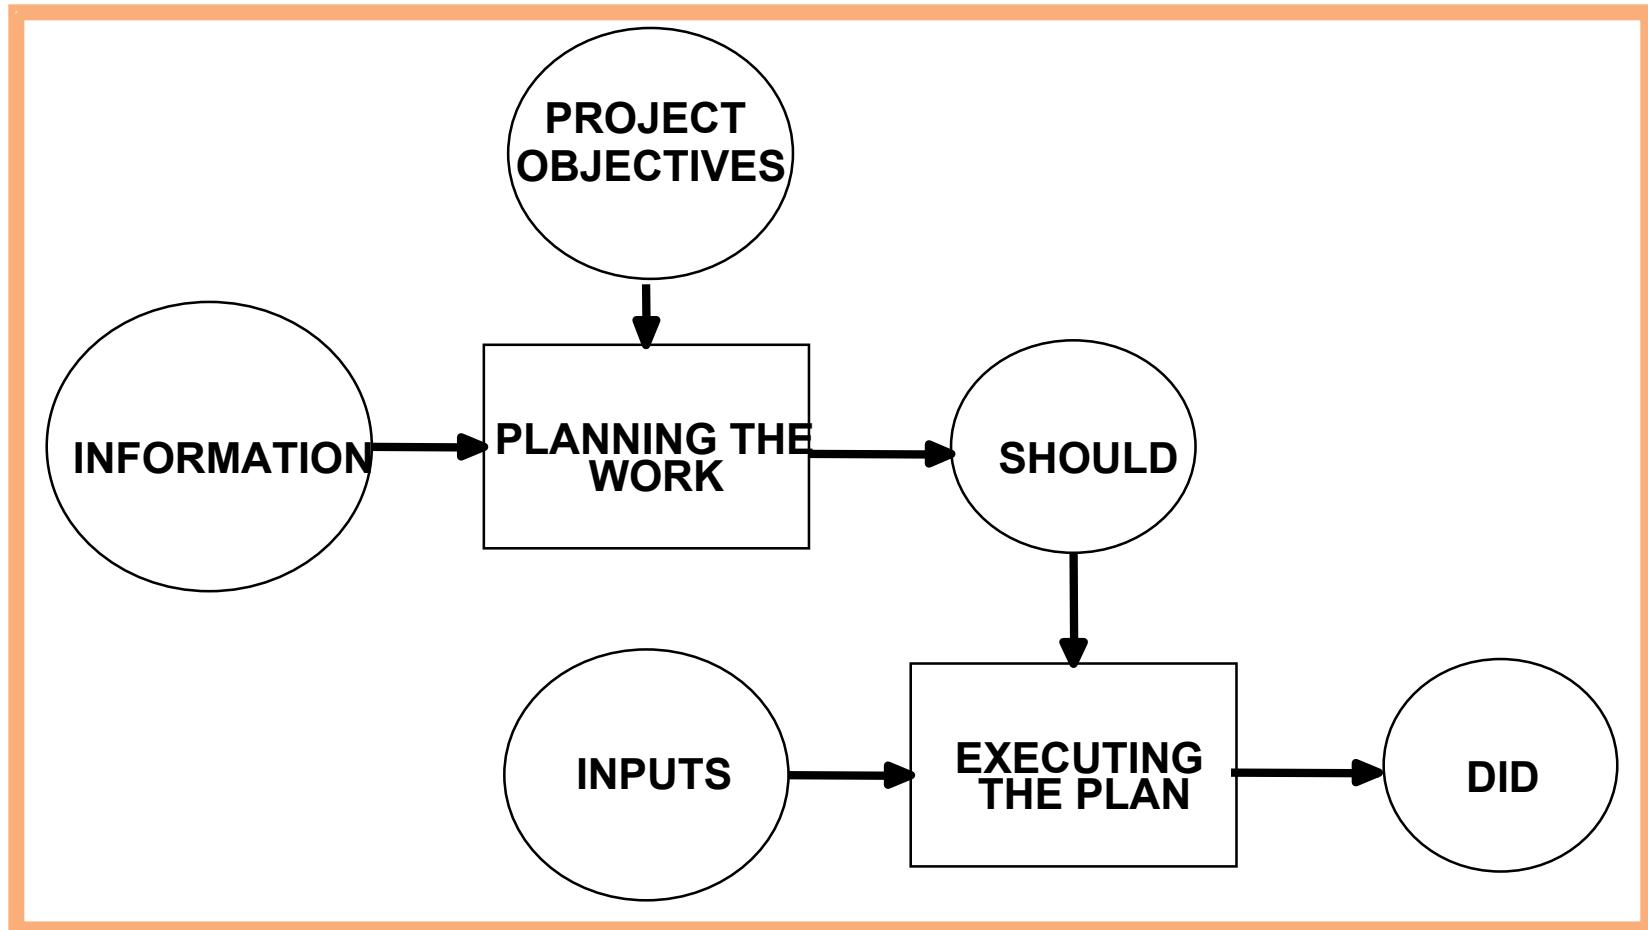 PROJECT
OBJECTIVES
INFORMATION
PLANNING THE
WORK
SHOULD
INPUTS
EXECUTING
THE PLAN
DID